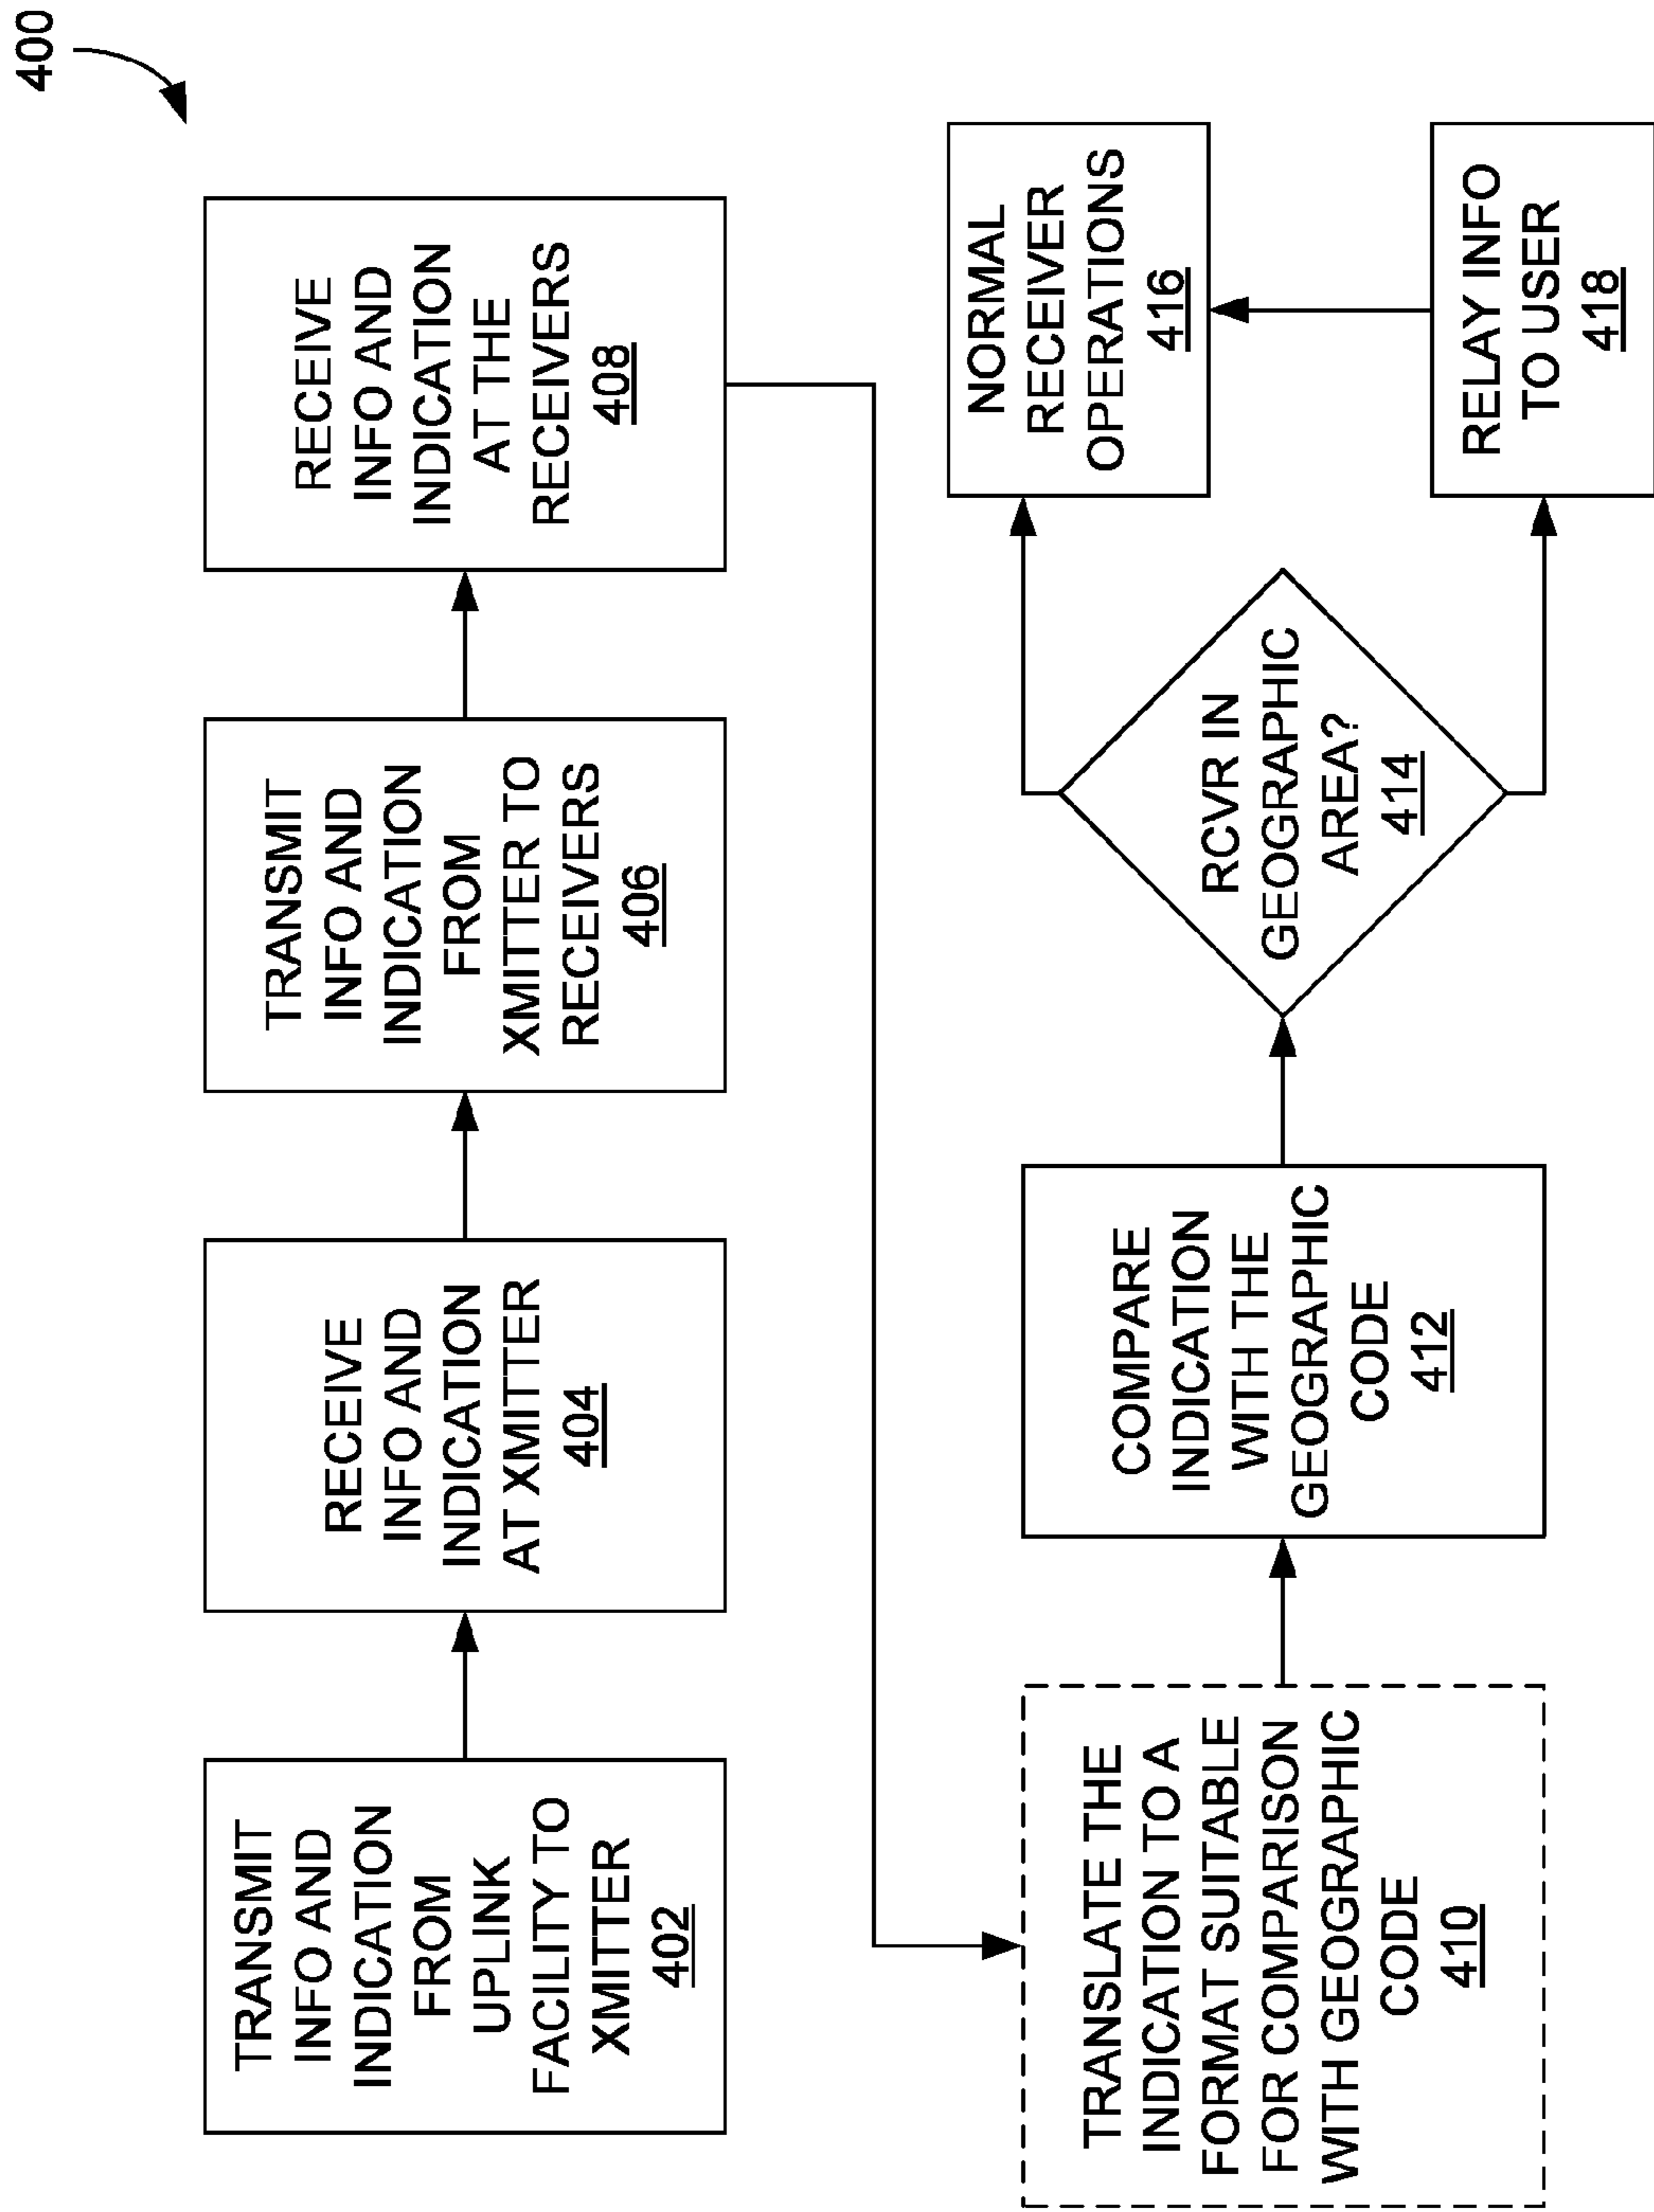 400
TRANSMIT
INFO AND
INDICATION
FROM
UPLINK
FACILITY TO
XMITTER
402
RECEIVE
INFO AND
INDICATION
AT XMITTER
404
TRANSMIT
INFO AND
INDICATION
FROM
XMITTER TO
RECEIVERS
406
RECEIVE
INFO AND
INDICATION
AT THE
RECEIVERS
408
TRANSLATE THE
INDICATION TO A
FORMAT SUITABLE
FOR COMPARISON
WITH GEOGRAPHIC
CODE
410
COMPARE
INDICATION
WITH THE
GEOGRAPHIC
CODE
412
RCVR IN
GEOGRAPHIC
AREA?
414
NORMAL
RECEIVER
OPERATIONS
416
RELAY INFO
TO USER
418